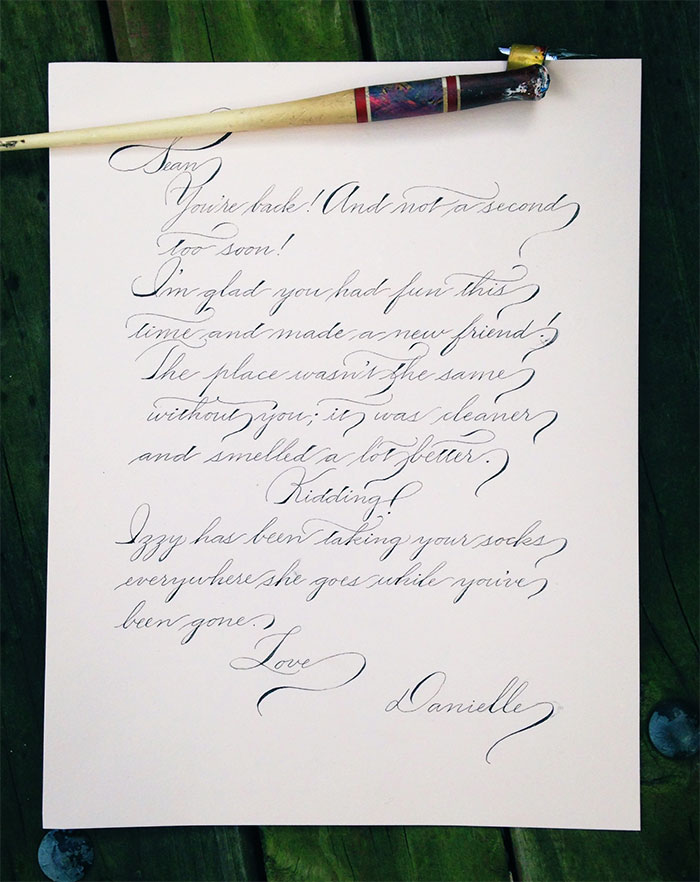 Sean
You're back! And not a second
too soon!
I'm glad you had fun this
time and made a new friend!
The place wasn't the same
without you; it was cleaner
and smelled a lot better.
Kidding!
Izzy has been taking your socks
everywhere she goes while you've
been gone.
Love
Danielle